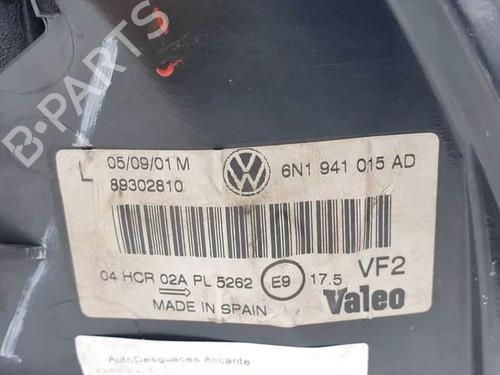 B-PARTS
L 05/09/01 M 6N1 941 015 AD
89302810
04 HCR 02A PL 5262 E9 17.5 VF2
MADE IN SPAIN Valeo
AutoDesguaces Alicante